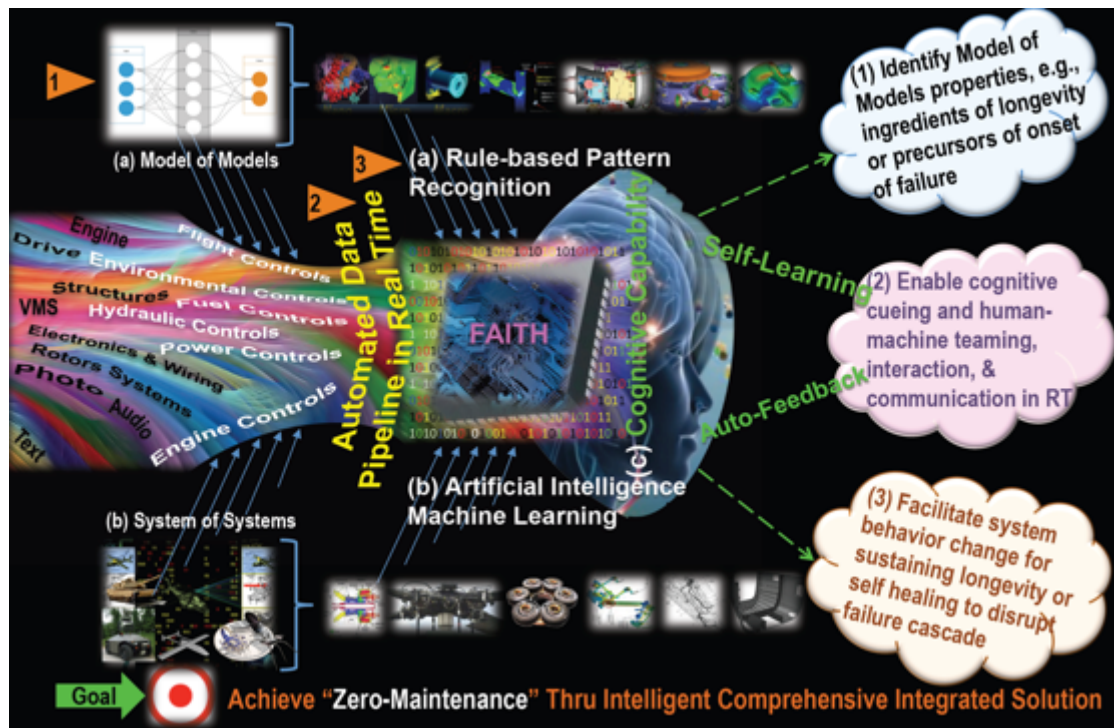 1
(a) Model of Models
3
(a) Rule-based Pattern
Recognition
2
Automated Data
Pipeline in Real Time
Engine
Drive
Structures
VMS
Electronics & Wiring
Rotors Systems
Photo
Audio
Text
Flight Controls
Environmental Controls
Fuel Controls
Hydraulic Controls
Power Controls
Engine Controls
FAITH
(c) Cognitive Capability
(b) Artificial Intelligence
Machine Learning
(b) System of Systems
Self-Learning
Auto-Feedback
(1) Identify Model of
Models properties, e.g.,
ingredients of longevity
or precursors of onset
of failure
(2) Enable cognitive
cueing and human-
machine teaming,
interaction, &
communication in RT
(3) Facilitate system
behavior change for
sustaining longevity or
self healing to disrupt
failure cascade
Goal
Achieve “Zero-Maintenance” Thru Intelligent Comprehensive Integrated Solution